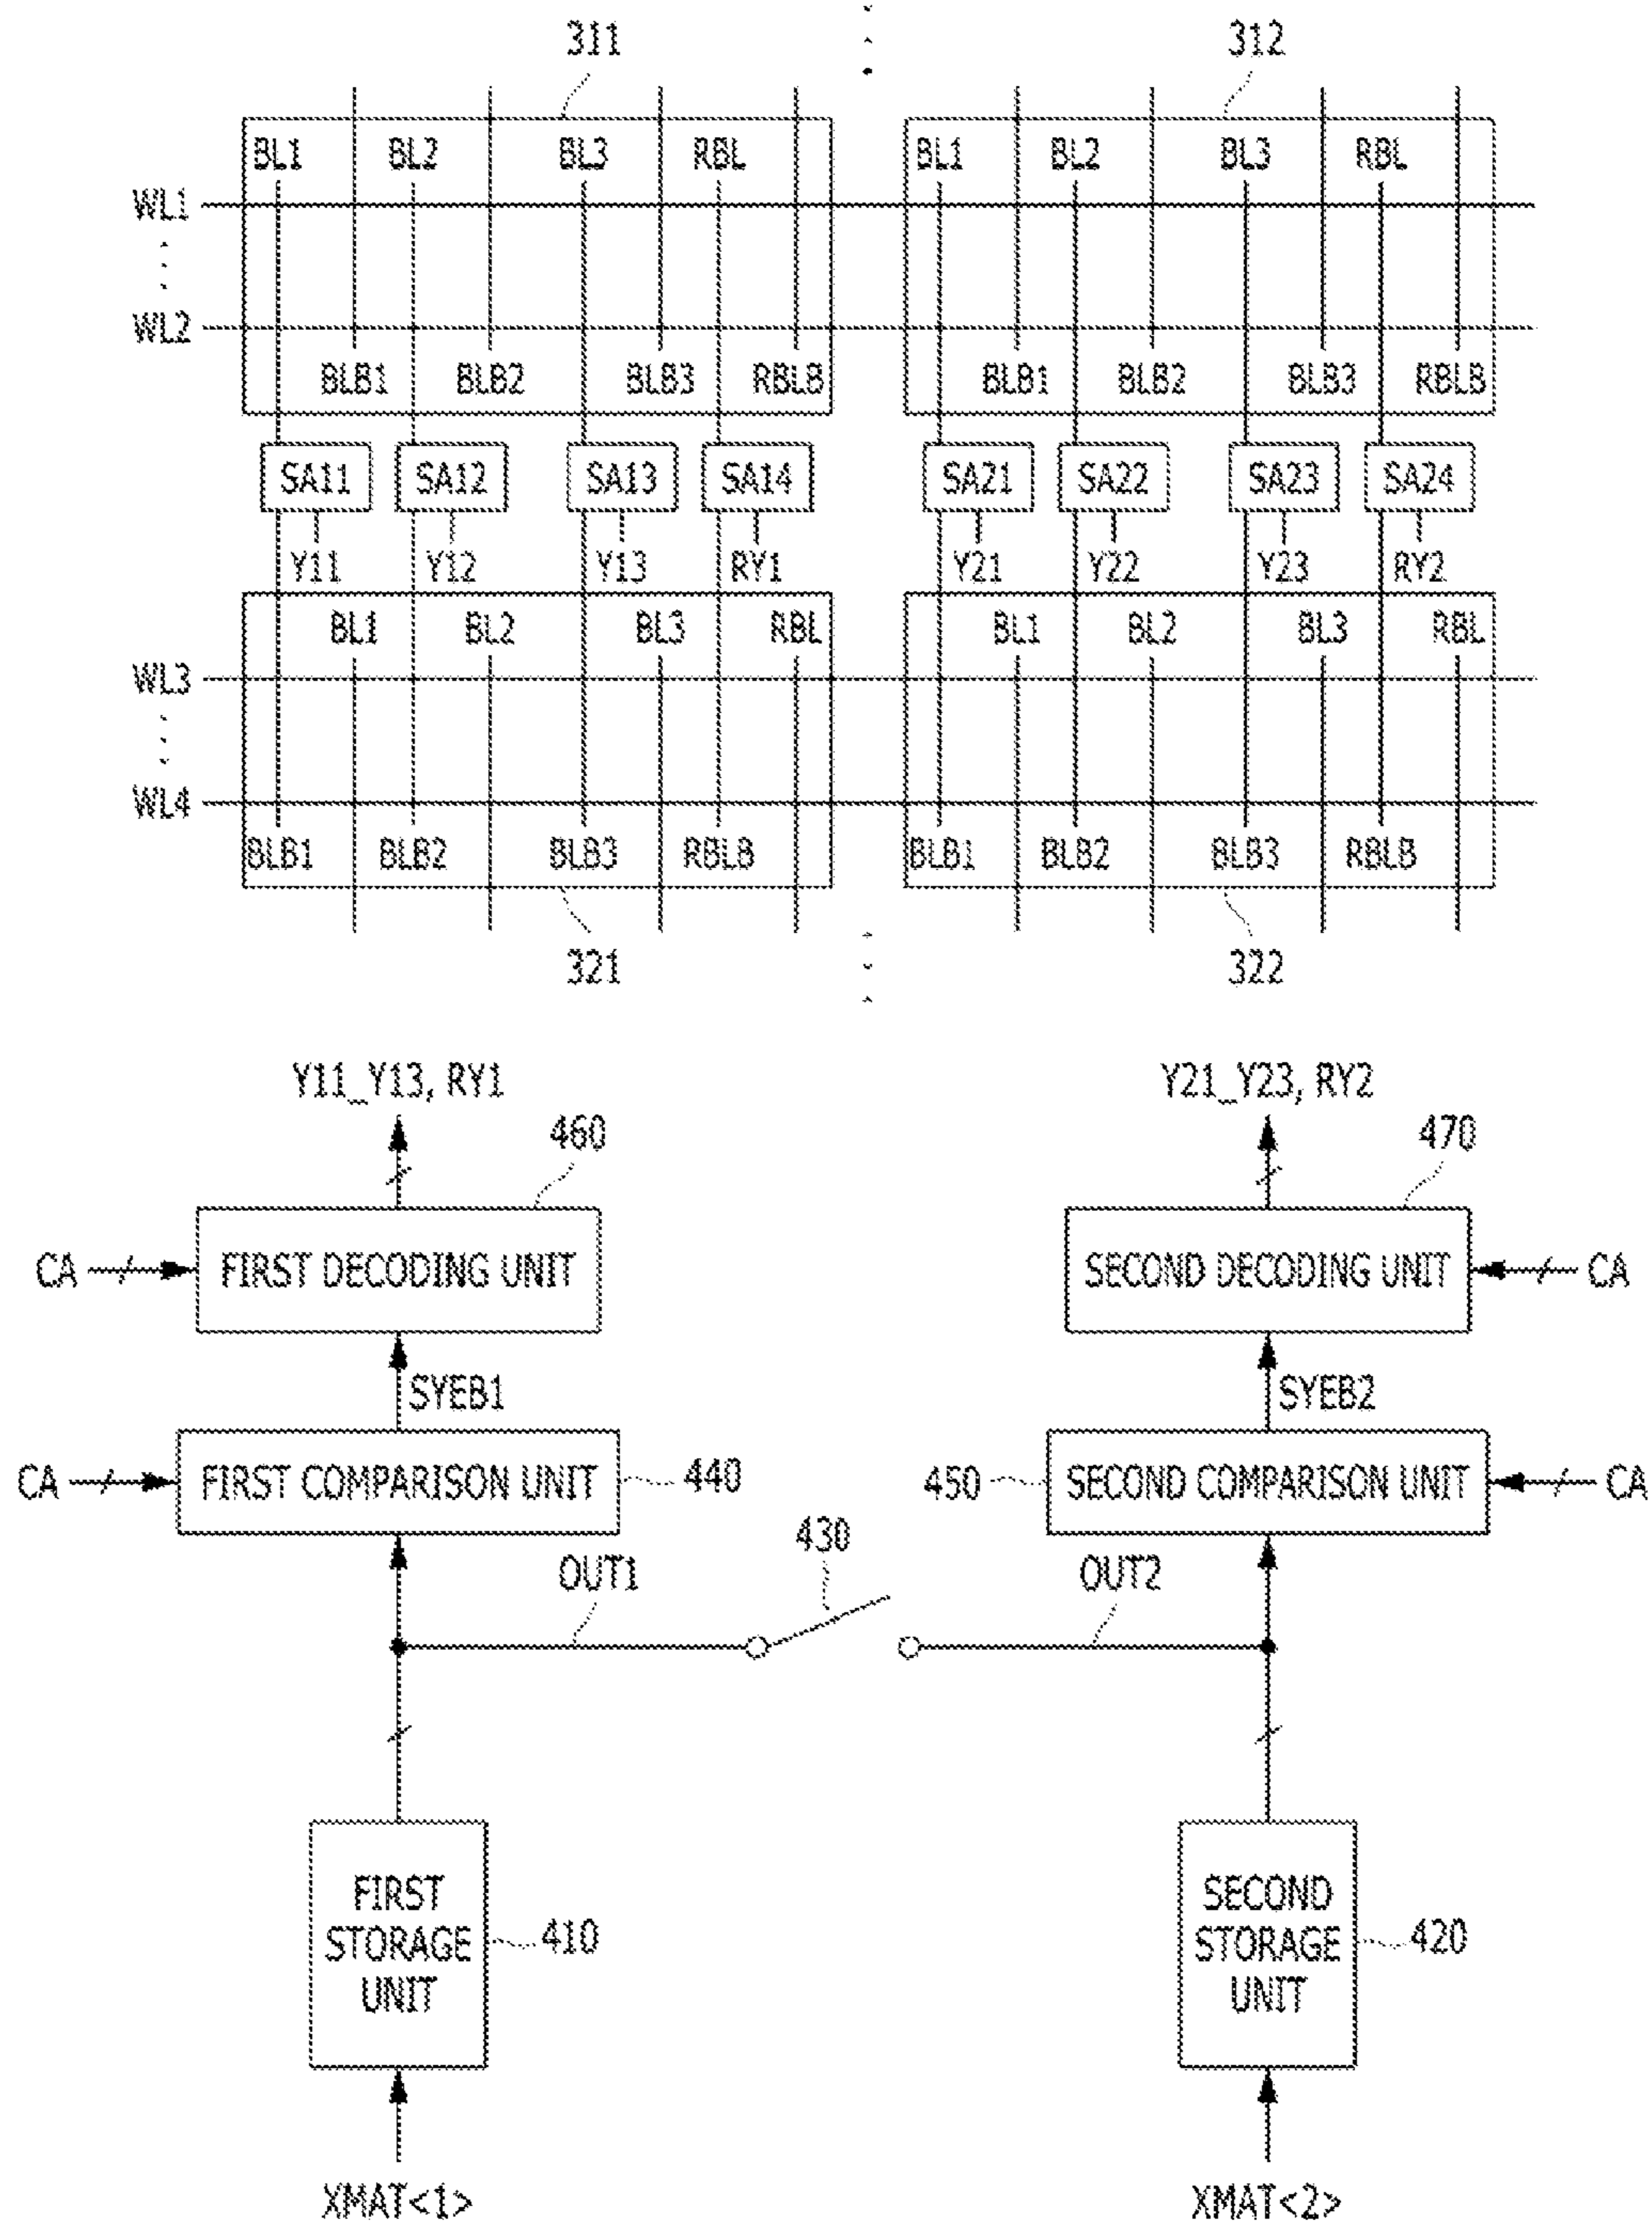 311 312
BL1 BL2 BL3 RBL BL1 BL2 BL3 RBL
WL1
WL2
BLB1 BLB2 BLB3 RBLB BLB1 BLB2 BLB3 RBLB
SA11 SA12 SA13 SA14 SA21 SA22 SA23 SA24
Y11 Y12 Y13 RY1 Y21 Y22 Y23 RY2
BL1 BL2 BL3 RBL BL1 BL2 BL3 RBL
WL3
WL4
BLB1 BLB2 BLB3 RBLB BLB1 BLB2 BLB3 RBLB
321 322
Y11_Y13, RY1 Y21_Y23, RY2
460 470
CA FIRST DECODING UNIT SECOND DECODING UNIT CA
SYEB1 SYEB2
CA FIRST COMPARISON UNIT 440 450 SECOND COMPARISON UNIT CA
430
OUT1 OUT2
FIRST
STORAGE
UNIT
410
SECOND
STORAGE
UNIT
420
XMAT<1> XMAT<2>